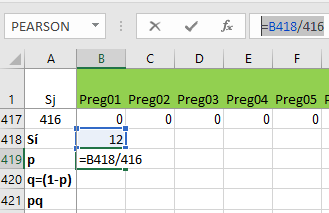 PEARSON =B418/416
A B C D E F
1 Sj Preg01 Preg02 Preg03 Preg04 Preg05
417 416 0 0 0 0 0
418 Sí 12
419 p =B418/416
420 q=(1-p)
421 pq